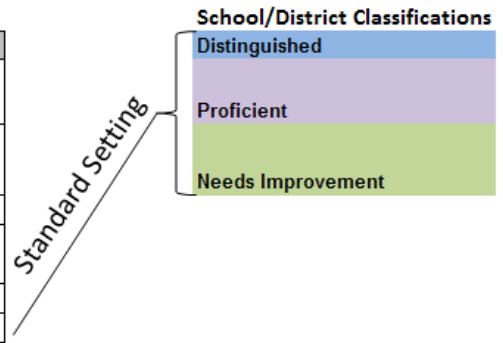 School/District Classifications
Distinguished
Proficient
Needs Improvement
Standard Setting